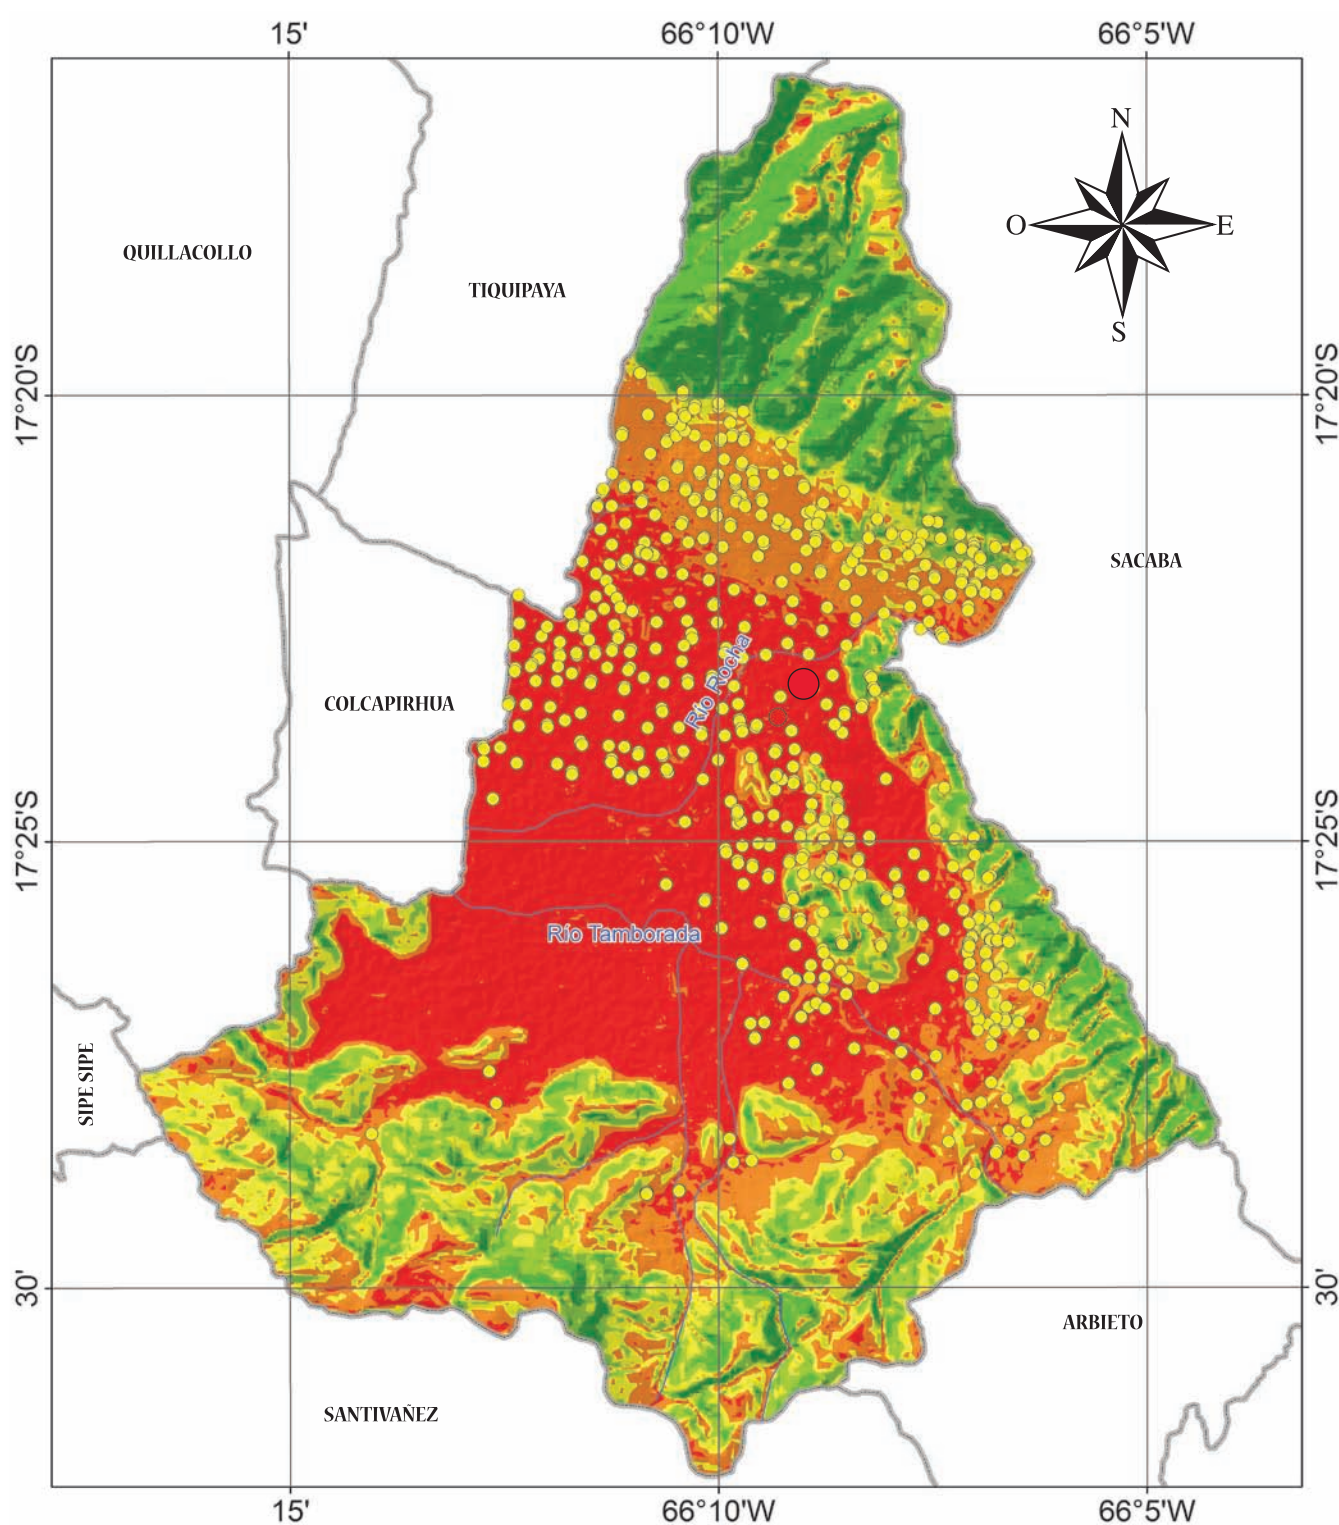 15' 66°10'W 66°5'W
N
O E
S
QUILLACOLLO
TIQUIPAYA
17°20'S 17°20'S
SACABA
Río Rocha
COLCAPIRHUA
17°25'S 17°25'S
Río Tamborada
SIPE SIPE
30' 30'
ARBIETO
SANTIVAÑEZ
15' 66°10'W 66°5'W